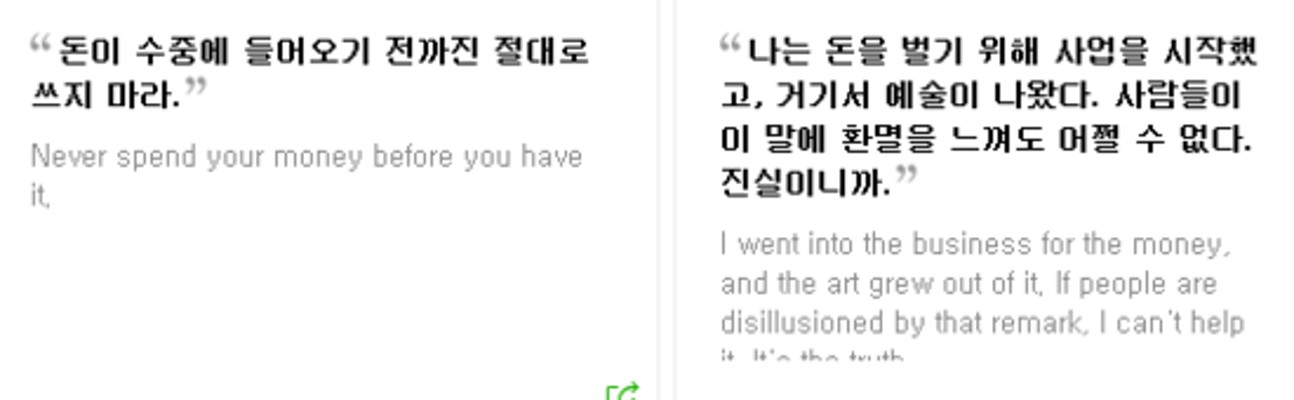 “돈이 수중에 들어오기 전까진 절대로
쓰지 마라.”
Never spend your money before you have
it.
“나는 돈을 벌기 위해 사업을 시작했
고, 거기서 예술이 나왔다. 사람들이
이 말에 환멸을 느껴도 어쩔 수 없다.
진실이니까.”
I went into the business for the money,
and the art grew out of it. If people are
disillusioned by that remark, I can't help
it. It's the truth.